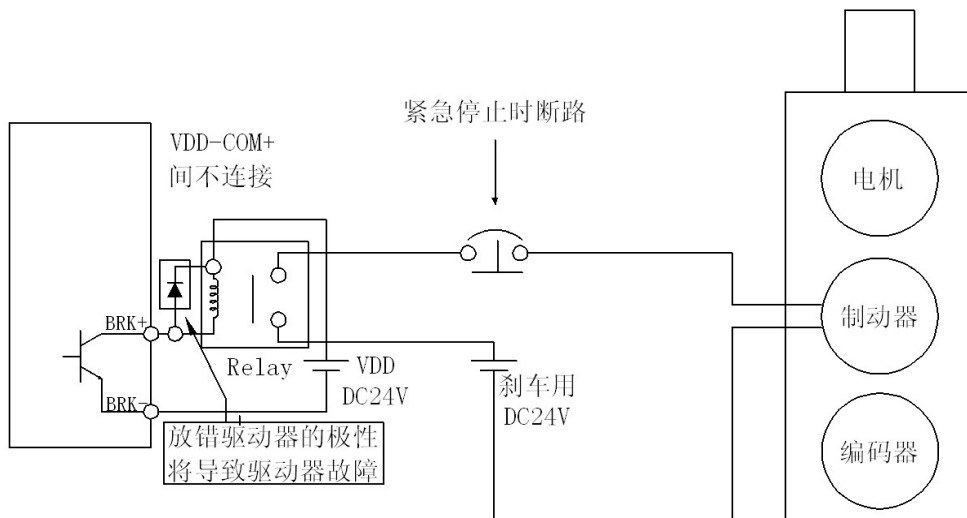 紧急停止时断路
VDD-COM+
间不连接
电机
BRK+
制动器
Relay
VDD
DC24V
刹车用
DC24V
BRK-
放错驱动器的极性
将导致驱动器故障
编码器